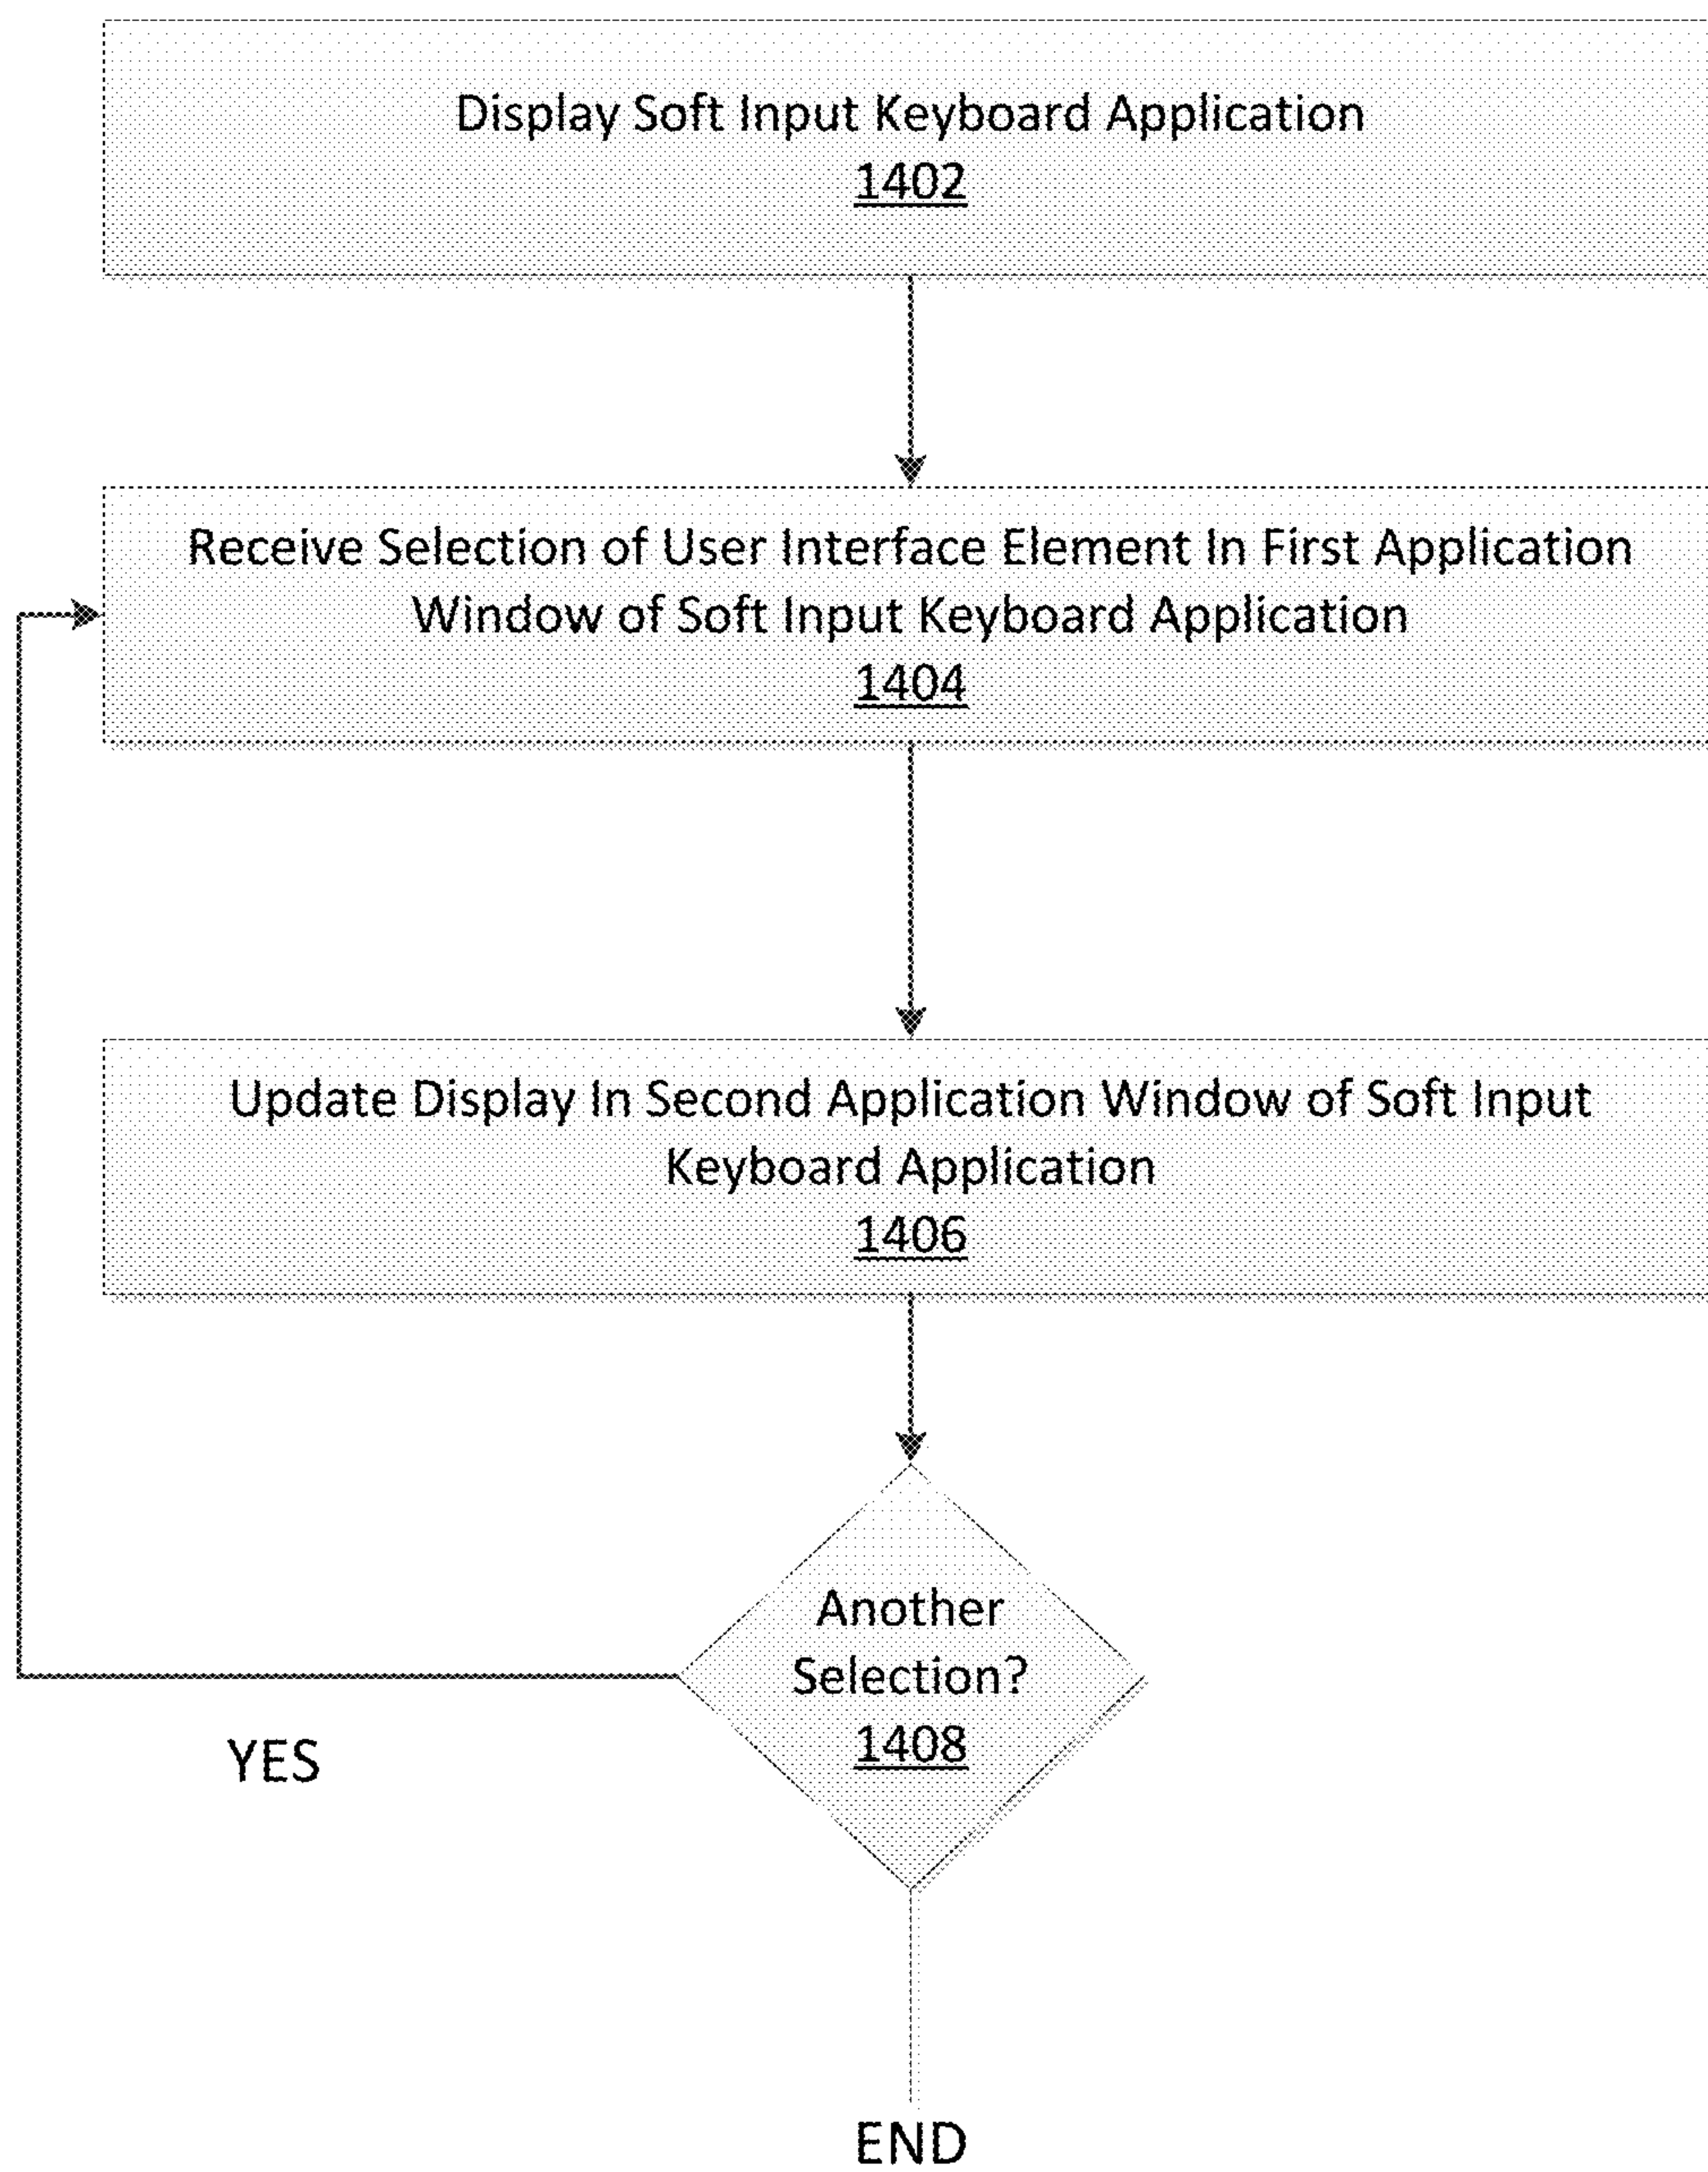 Display Soft Input Keyboard Application
1402
Receive Selection of User Interface Element In First Application
Window of Soft Input Keyboard Application
1404
Update Display In Second Application Window of Soft Input
Keyboard Application
1406
Another
Selection?
1408
YES
END